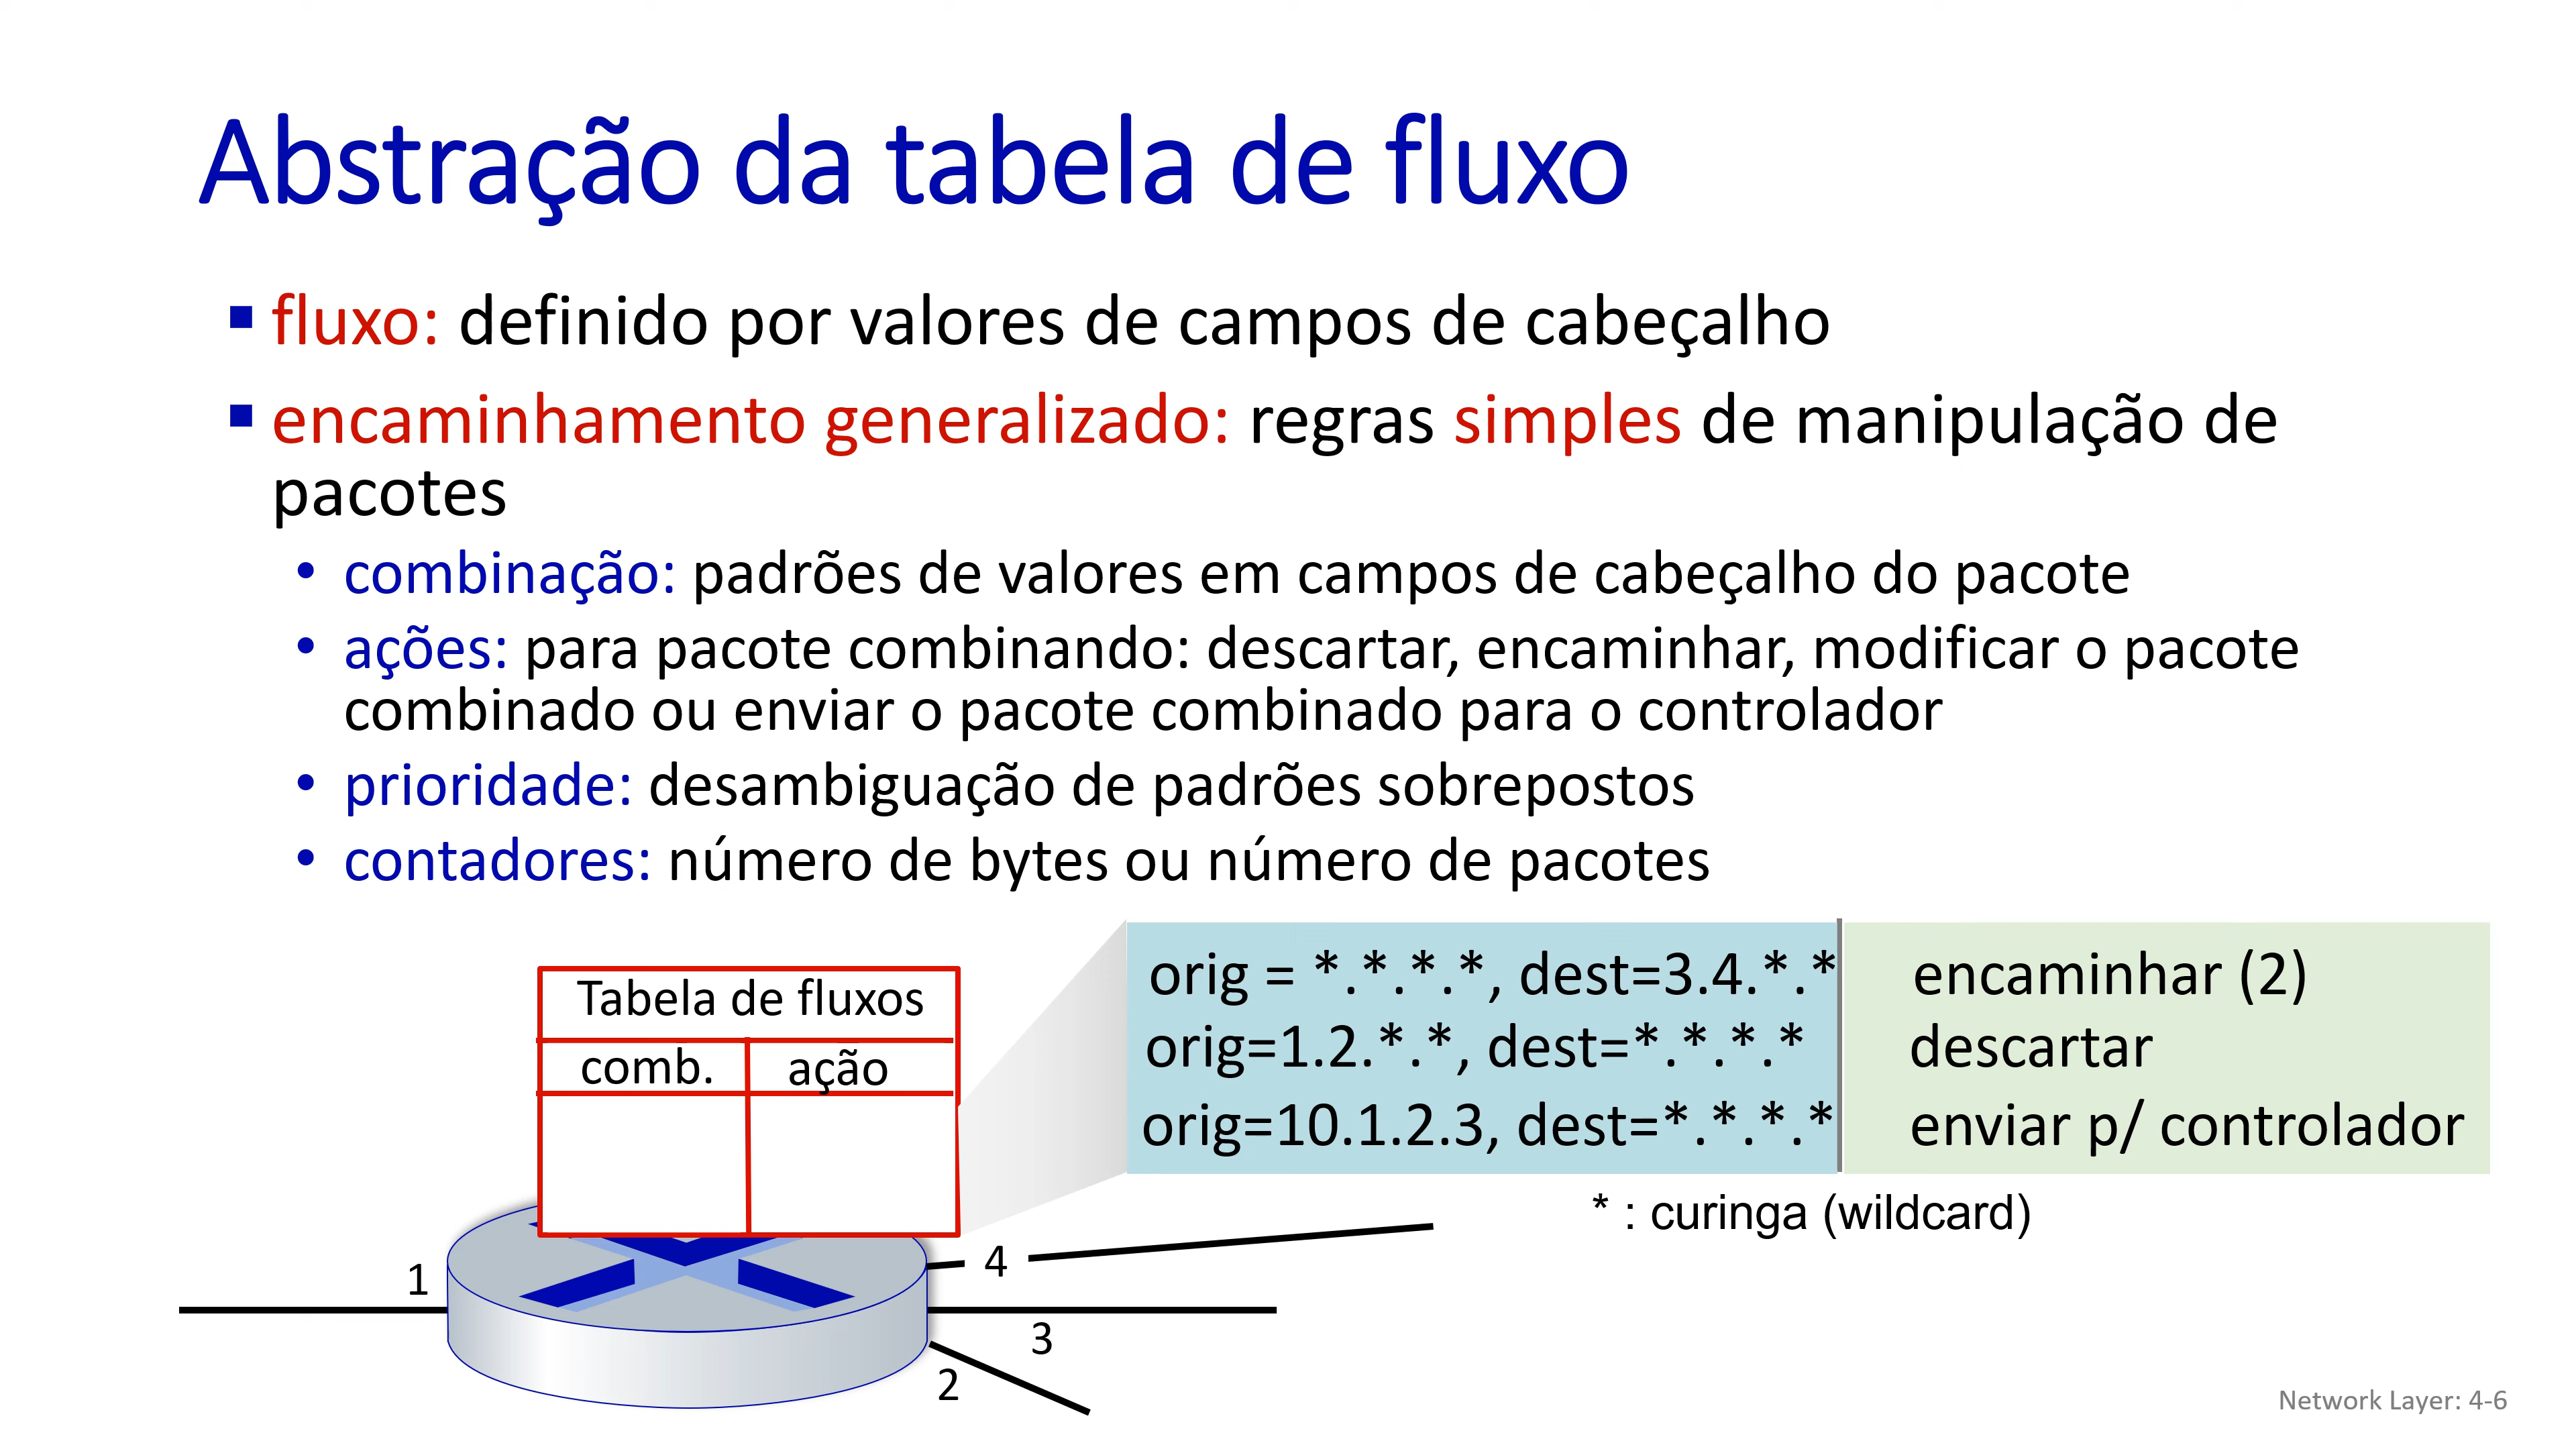 Abstração da tabela de fluxo
▪ fluxo: definido por valores de campos de cabeçalho
▪ encaminhamento generalizado: regras simples de manipulação de
pacotes
• combinação: padrões de valores em campos de cabeçalho do pacote
• ações: para pacote combinando: descartar, encaminhar, modificar o pacote
combinado ou enviar o pacote combinado para o controlador
• prioridade: desambiguação de padrões sobrepostos
• contadores: número de bytes ou número de pacotes
Tabela de fluxos
comb. ação
orig = *.*.*.*, dest=3.4.*.* encaminhar (2)
orig=1.2.*.*, dest=*.*.*.* descartar
orig=10.1.2.3, dest=*.*.*.* enviar p/ controlador
* : curinga (wildcard)
1
4
3
2
Network Layer: 4-6